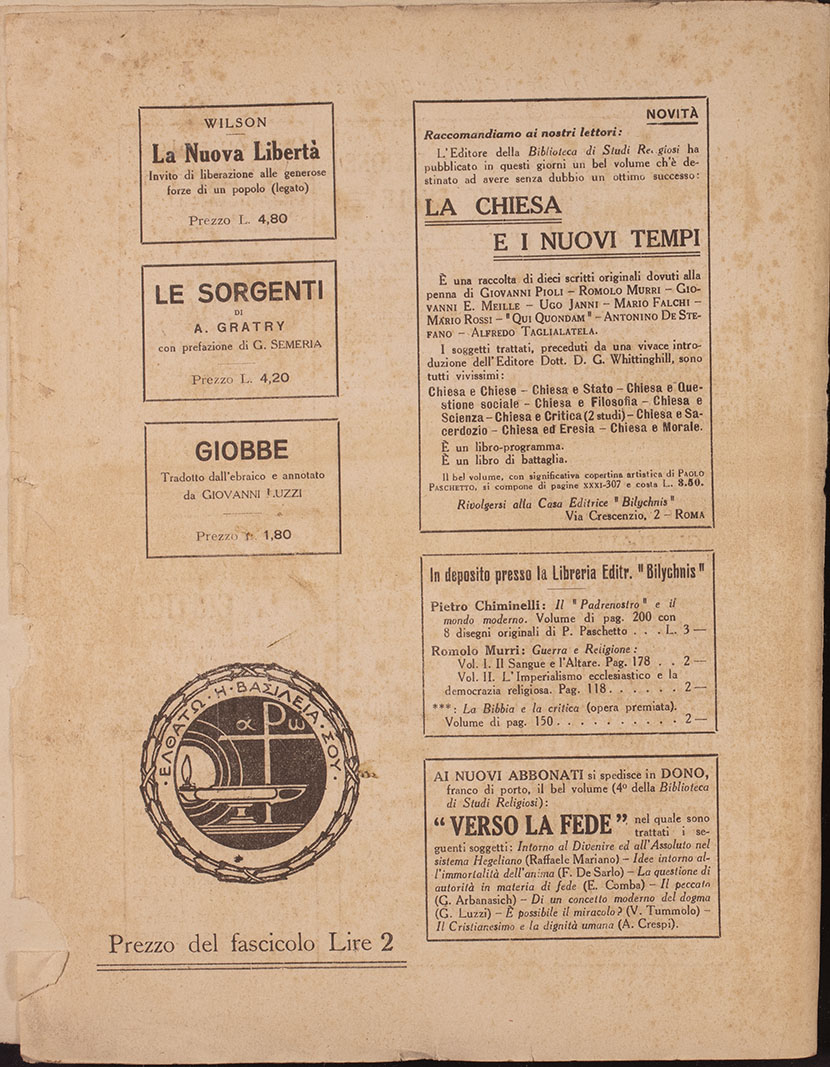 WILSON
La Nuova Libertà
Invito di liberazione alle generose
forze di un popolo (legato)
Prezzo L. 4,80
LE SORGENTI
DI
A. GRATRY
con prefazione di G. SEMERIA
Prezzo L. 4,20
GIOBBE
Tradotto dall'ebraico e annotato
da GIOVANNI LUZZI
Prezzo L. 1,80
· ΕΛΘΑΤΩ · Η · ΒΑΣΙΛΕΙΑ · ΣΟΥ ·
α Ρ ω
Prezzo del fascicolo Lire 2
NOVITÀ
Raccomandiamo ai nostri lettori:
L'Editore della Biblioteca di Studi Religiosi ha
pubblicato in questi giorni un bel volume ch'è de-
stinato ad avere senza dubbio un ottimo successo:
LA CHIESA
E I NUOVI TEMPI
È una raccolta di dieci scritti originali dovuti alla
penna di GIOVANNI PIOLI – ROMOLO MURRI – GIO-
VANNI E. MEILLE – UGO JANNI – MARIO FALCHI –
MARIO ROSSI – "QUI QUONDAM" – ANTONINO DE STE-
FANO – ALFREDO TAGLIALATELA.
I soggetti trattati, preceduti da una vivace intro-
duzione dell'Editore Dott. D. G. Whittinghill, sono
tutti vivissimi:
Chiesa e Chiese – Chiesa e Stato – Chiesa e Que-
stione sociale – Chiesa e Filosofia – Chiesa e
Scienza – Chiesa e Critica (2 studi) – Chiesa e Sa-
cerdozio – Chiesa ed Eresia – Chiesa e Morale.
È un libro-programma.
È un libro di battaglia.
Il bel volume, con significativa copertina artistica di PAOLO
PASCHETTO, si compone di pagine XXXI-307 e costa L. 3.50.
Rivolgersi alla Casa Editrice "Bilychnis"
Via Crescenzio, 2 – ROMA
In deposito presso la Libreria Editr. "Bilychnis"
Pietro Chiminelli: Il "Padrenostro" e il
mondo moderno. Volume di pag. 200 con
8 disegni originali di P. Paschetto . . . L. 3 —
Romolo Murri: Guerra e Religione:
Vol. I. Il Sangue e l'Altare. Pag. 178 . . 2 —
Vol. II. L'Imperialismo ecclesiastico e la
democrazia religiosa. Pag. 118 . . . . . . 2 —
***: La Bibbia e la critica (opera premiata).
Volume di pag. 150 . . . . . . . . . . 2 —
AI NUOVI ABBONATI si spedisce in DONO,
franco di porto, il bel volume (4º della Biblioteca
di Studi Religiosi):
"VERSO LA FEDE" nel quale sono
trattati i se-
guenti soggetti: Intorno al Divenire ed all'Assoluto nel
sistema Hegeliano (Raffaele Mariano) – Idee intorno al-
l'immortalità dell'anima (F. De Sarlo) – La questione di
autorità in materia di fede (E. Comba) – Il peccato
(G. Arbanasich) – Di un concetto moderno del dogma
(G. Luzzi) – È possibile il miracolo? (V. Tummolo) –
Il Cristianesimo e la dignità umana (A. Crespi).